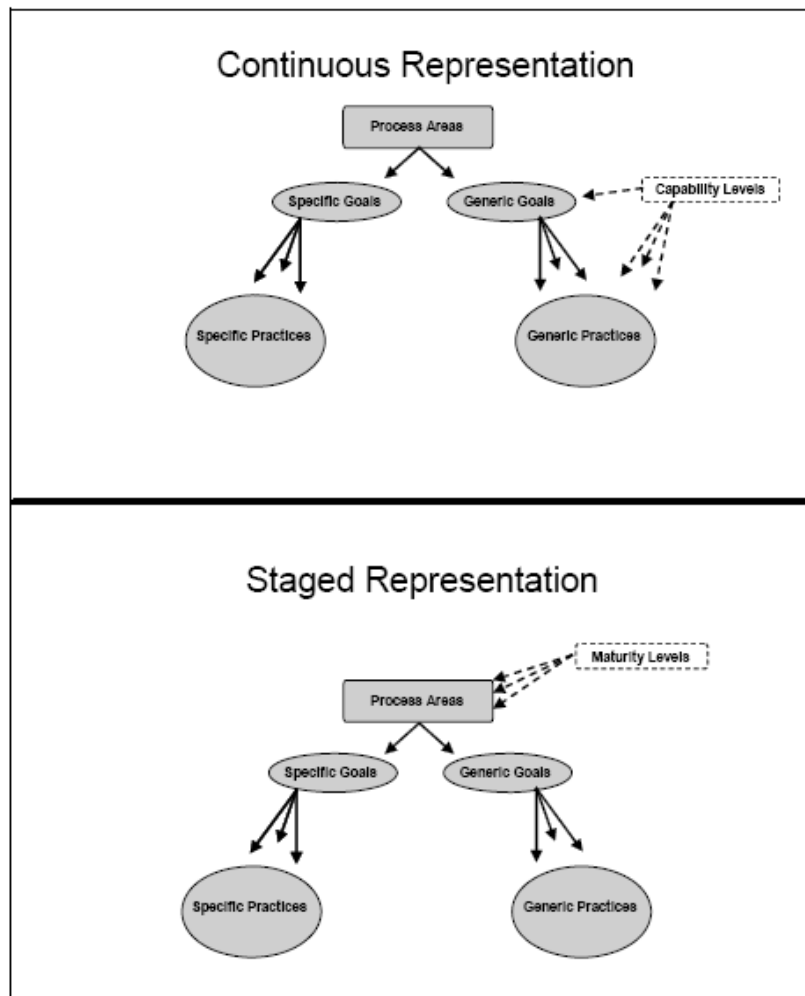 Continuous Representation
Process Areas
Specific Goals
Generic Goals
Capability Levels
Specific Practices
Generic Practices
Staged Representation
Maturity Levels
Process Areas
Specific Goals
Generic Goals
Specific Practices
Generic Practices